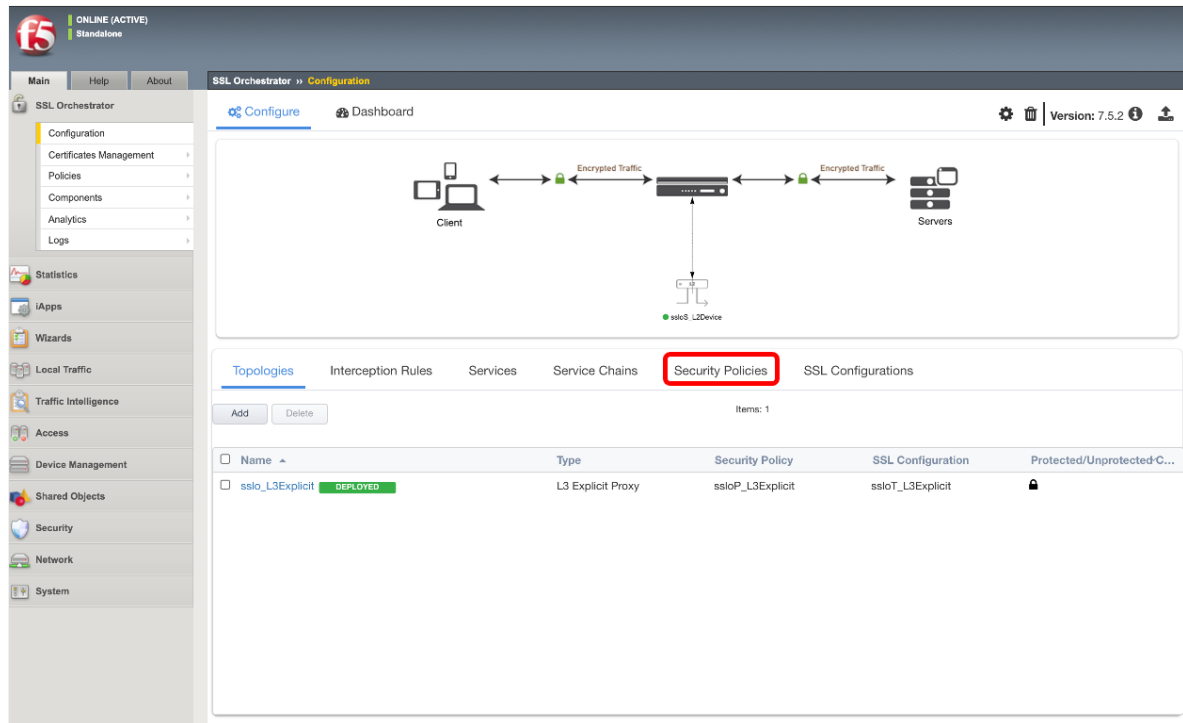 f5
ONLINE (ACTIVE)
Standalone
Main Help About
SSL Orchestrator ›› Configuration
SSL Orchestrator
Configuration
Certificates Management
Policies
Components
Analytics
Logs
Statistics
iApps
Wizards
Local Traffic
Traffic Intelligence
Access
Device Management
Shared Objects
Security
Network
System
Configure Dashboard
Version: 7.5.2
Encrypted Traffic Encrypted Traffic
Client Servers
L2
ssloS_L2Device
Topologies Interception Rules Services Service Chains Security Policies SSL Configurations
Add Delete Items: 1
Name Type Security Policy SSL Configuration Protected/Unprotected C...
sslo_L3Explicit DEPLOYED L3 Explicit Proxy ssloP_L3Explicit ssloT_L3Explicit